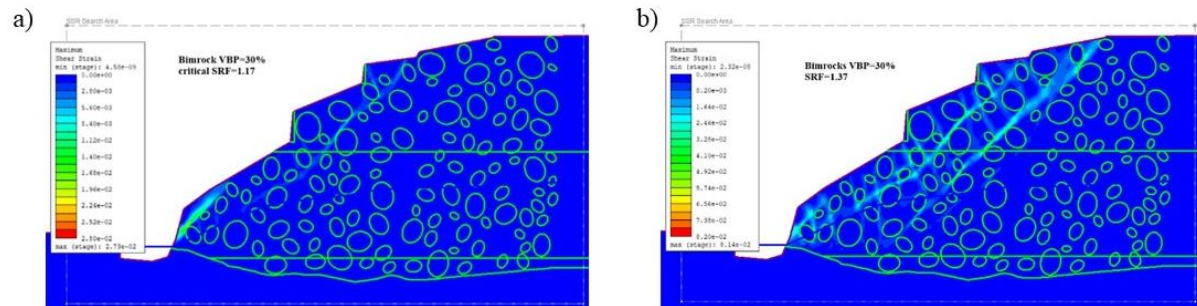 a)
SSR Search Area
Maximum
Shear Strain
min (stage): 4.58e-09
0.00e+00
2.80e-03
5.60e-03
8.40e-03
1.12e-02
1.40e-02
1.68e-02
1.96e-02
2.24e-02
2.52e-02
2.80e-02
max (stage): 2.73e-02
Bimrock VBP=30%
critical SRF=1.17
b)
SSR Search Area
Maximum
Shear Strain
min (stage): 2.32e-08
0.00e+00
8.20e-03
1.64e-02
2.46e-02
3.28e-02
4.10e-02
4.92e-02
5.74e-02
6.56e-02
7.38e-02
8.20e-02
max (stage): 8.14e-02
Bimrocks VBP=30%
SRF=1.37